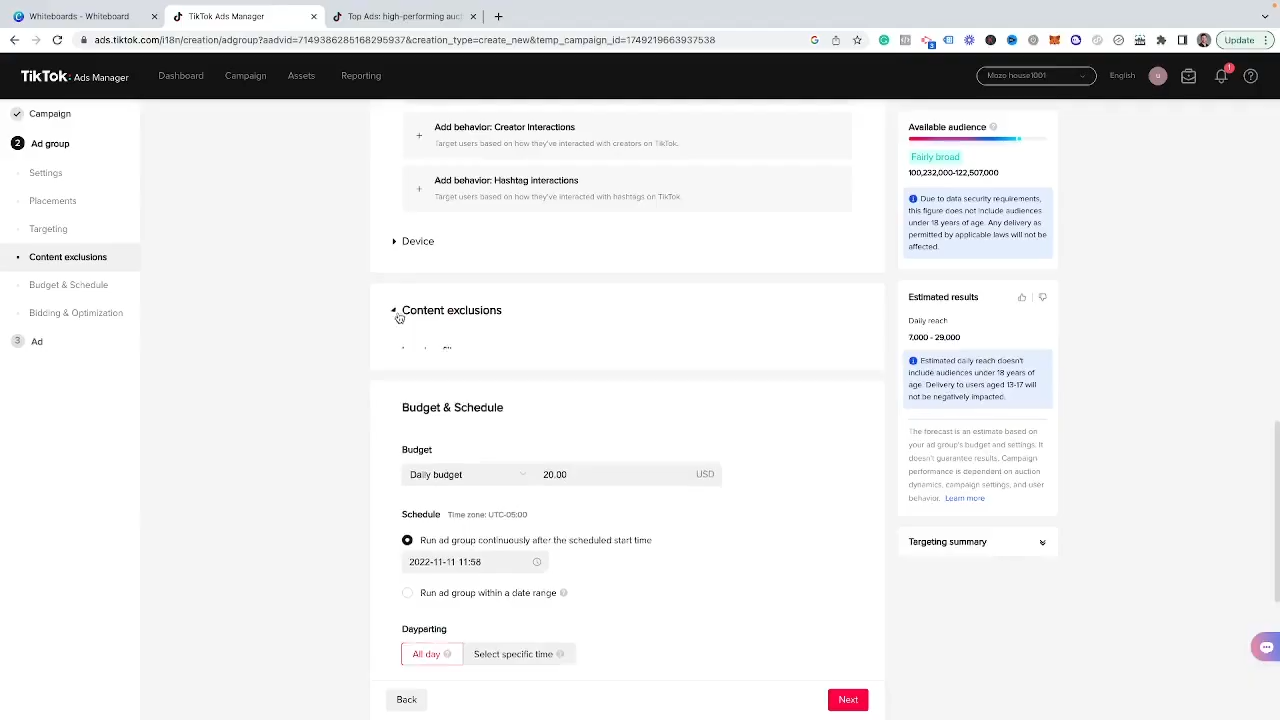 Whiteboards - Whiteboard
TikTok Ads Manager
Top Ads: high-performing auct
ads.tiktok.com/i18n/creation/adgroup?aadvid=7149386285168295937&creation_type=create_new&temp_campaign_id=1749219663937538
3
Update
TikTok: Ads Manager
Dashboard
Campaign
Assets
Reporting
Mozo house1001
English
u
1
Campaign
2 Ad group
Settings
Placements
Targeting
Content exclusions
Budget & Schedule
Bidding & Optimization
3 Ad
Add behavior: Creator Interactions
Target users based on how they've interacted with creators on TikTok.
Add behavior: Hashtag interactions
Target users based on how they've interacted with hashtags on TikTok.
Device
Content exclusions
Budget & Schedule
Budget
Daily budget 20.00 USD
Schedule Time zone: UTC-05:00
Run ad group continuously after the scheduled start time
2022-11-11 11:58
Run ad group within a date range
Dayparting
All day Select specific time
Back
Next
Available audience
Fairly broad
100,232,000-122,507,000
Due to data security requirements,
this figure does not include audiences
under 18 years of age. Any delivery as
permitted by applicable laws will not be
affected.
Estimated results
Daily reach
7,000 - 29,000
Estimated daily reach doesn't
include audiences under 18 years of
age. Delivery to users aged 13-17 will
not be negatively impacted.
The forecast is an estimate based on
your ad group's budget and settings. It
doesn't guarantee results. Campaign
performance is dependent on auction
dynamics, campaign settings, and user
behavior. Learn more
Targeting summary